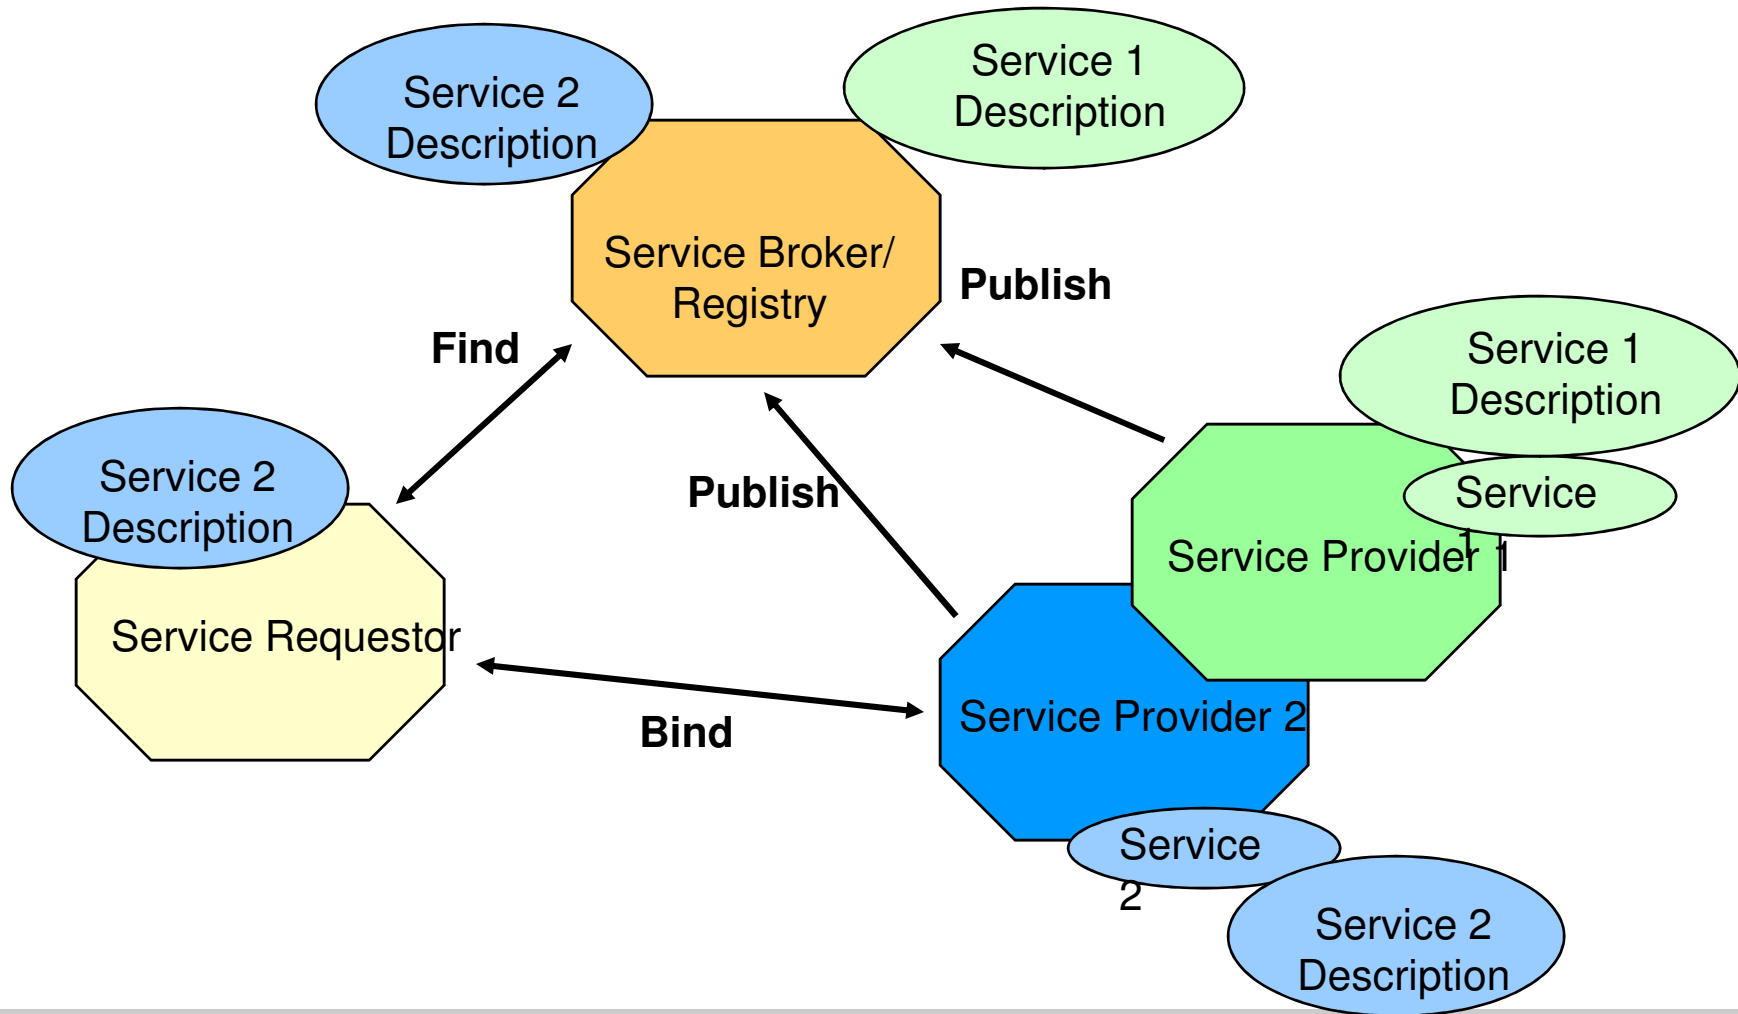 Service 2
Description
Service 1
Description
Service Broker/
Registry
Publish
Find
Service 1
Description
Service
1
Service Provider 1
Publish
Service 2
Description
Service Requestor
Bind
Service Provider 2
Service
2
Service 2
Description